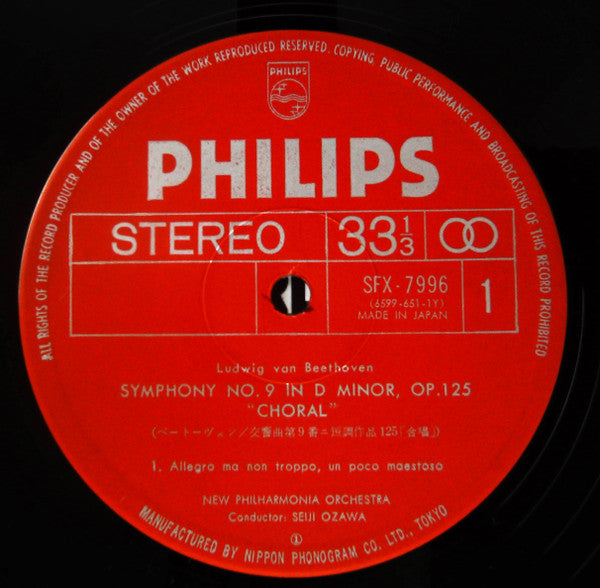 ALL RIGHTS OF THE RECORD PRODUCER AND OF THE OWNER OF THE WORK REPRODUCED RESERVED. COPYING, PUBLIC PERFORMANCE AND BROADCASTING OF THIS RECORD PROHIBITED
PHILIPS
PHILIPS
STEREO 33 1/3
SFX-7996 1
(6599-651-1Y)
MADE IN JAPAN
Ludwig van Beethoven
SYMPHONY NO. 9 IN D MINOR, OP. 125
"CHORAL"
(ベートーヴェン/交響曲第9番ニ短調作品125「合唱」)
1. Allegro ma non troppo, un poco maestoso
NEW PHILHARMONIA ORCHESTRA
Conductor: SEIJI OZAWA
①
MANUFACTURED BY NIPPON PHONOGRAM CO. LTD., TOKYO